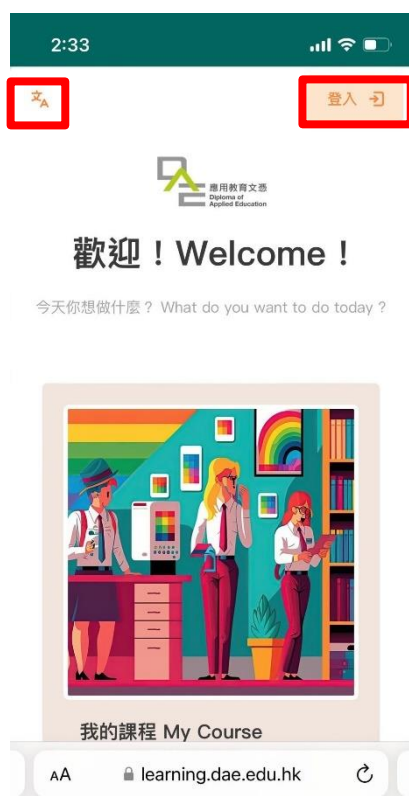 2:33
文A
登入
應用教育文憑
Diploma of
Applied Education
歡迎！Welcome！
今天你想做什麼？ What do you want to do today ?
我的課程 My Course
AA
learning.dae.edu.hk